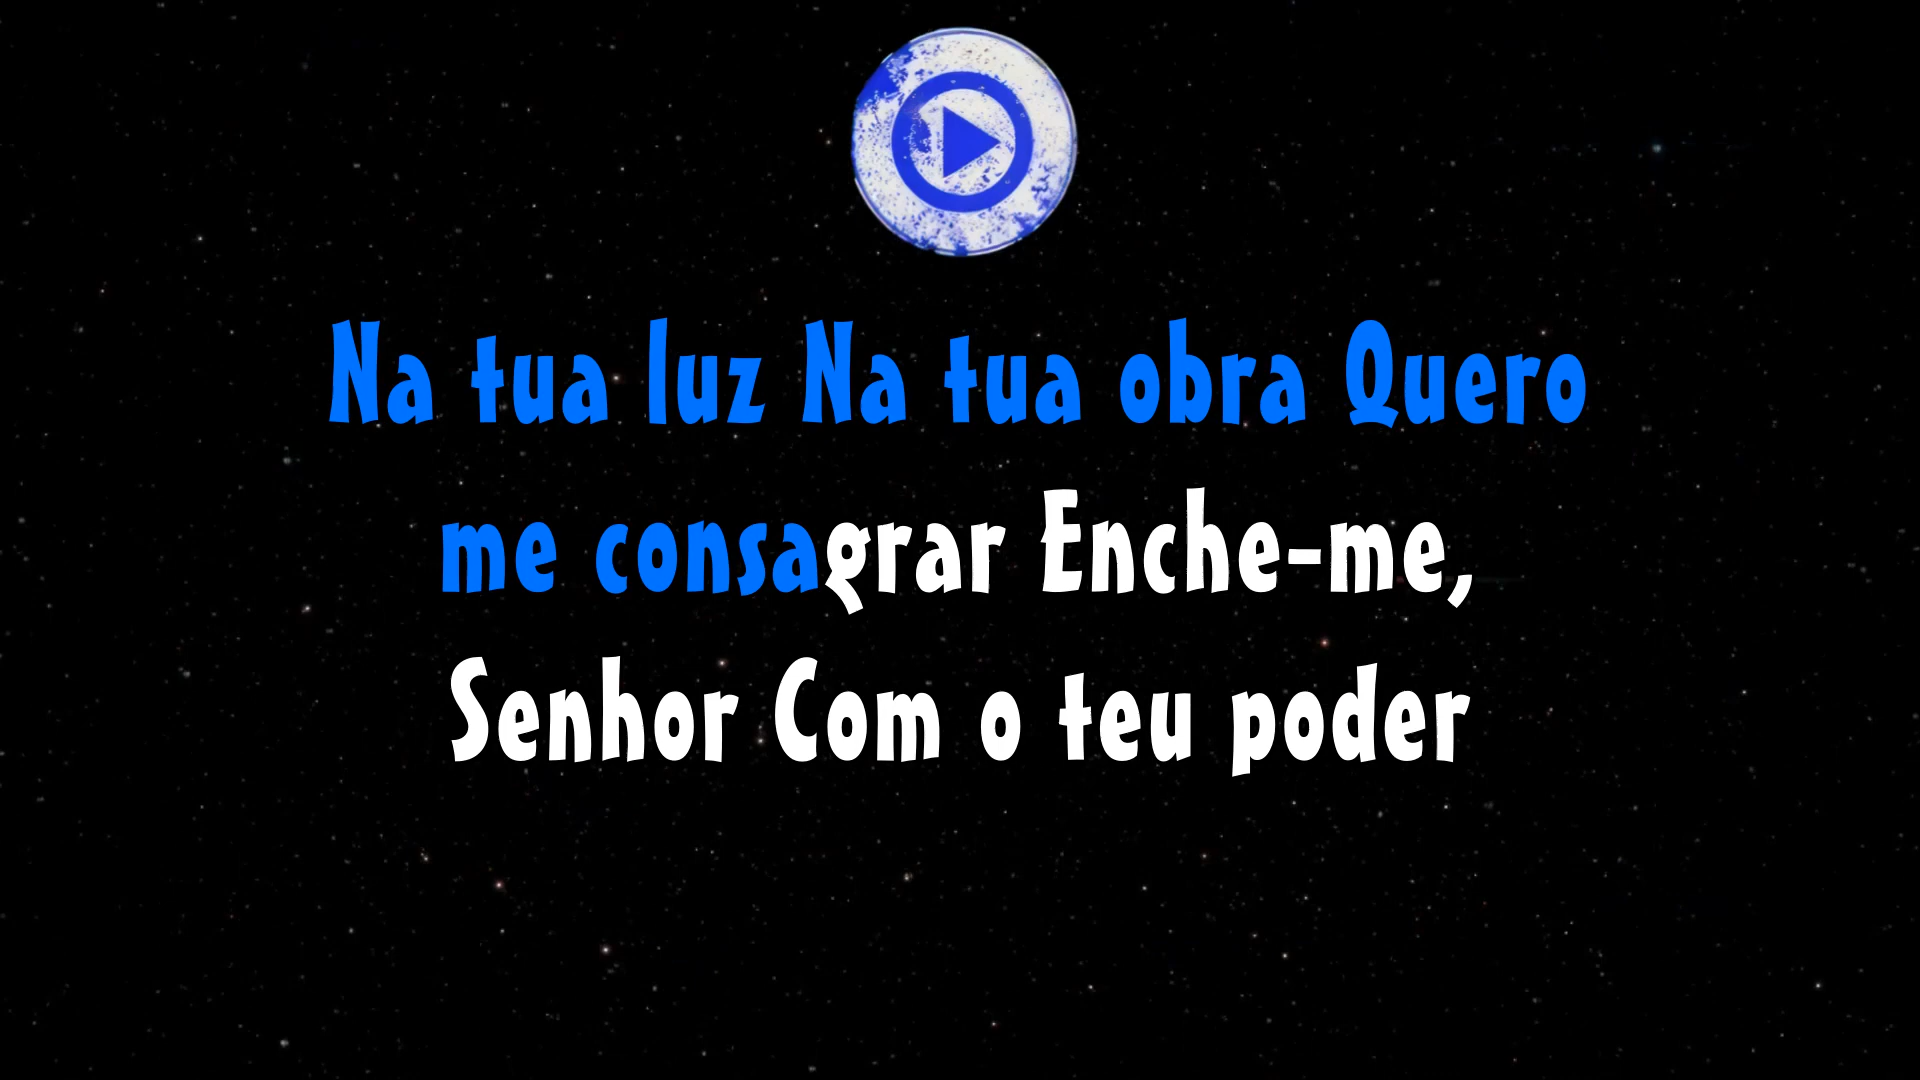 Na tua luz Na tua obra Quero
me consagrar Enche-me,
Senhor Com o teu poder